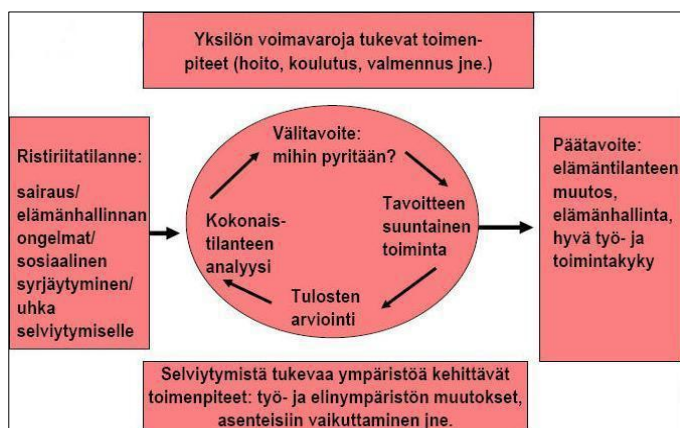 Yksilön voimavaroja tukevat toimen-
piteet (hoito, koulutus, valmennus jne.)
Ristiriitatilanne:
sairaus/
elämänhallinnan
ongelmat/
sosiaalinen
syrjäytyminen/
uhka
selviytymiselle
Välitavoite:
mihin pyritään?
Tavoitteen
suuntainen
toiminta
Tulosten
arviointi
Kokonais-
tilanteen
analyysi
Päätavoite:
elämäntilanteen
muutos,
elämänhallinta,
hyvä työ- ja
toimintakyky
Selviytymistä tukevaa ympäristöä kehittävät
toimenpiteet: työ- ja elinympäristön muutokset,
asenteisiin vaikuttaminen jne.